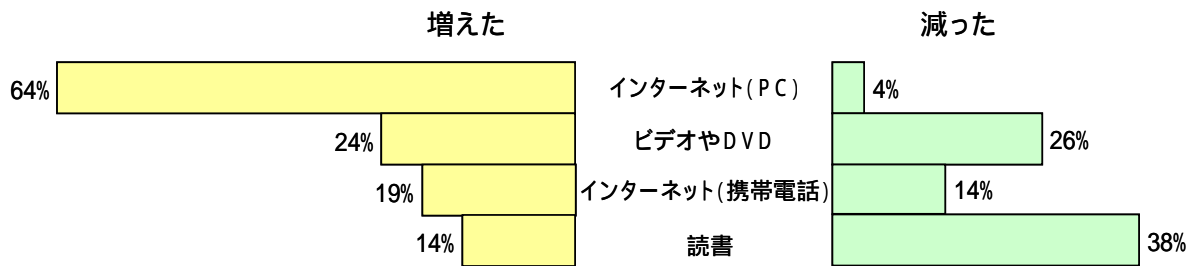 増えた 減った
64% インターネット(PC) 4%
24% ビデオやDVD 26%
19% インターネット(携帯電話) 14%
14% 読書 38%